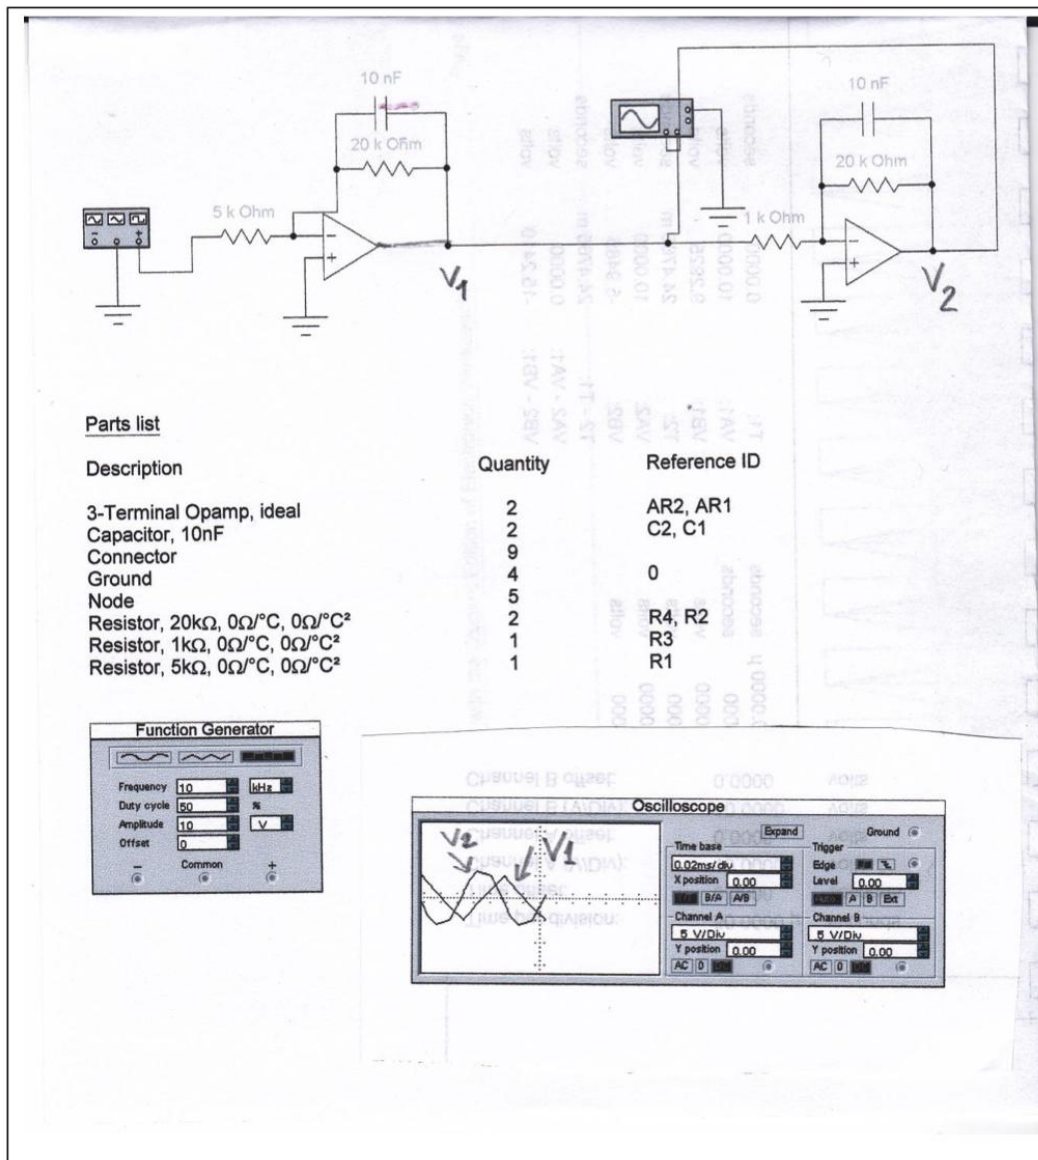 10 nF
10 nF
20 k Ohm
20 k Ohm
5 k Ohm
1 k Ohm
V1
V2
Parts list
Description Quantity Reference ID
3-Terminal Opamp, ideal 2 AR2, AR1
Capacitor, 10nF 2 C2, C1
Connector 9
Ground 4 0
Node 5
Resistor, 20kΩ, 0Ω/°C, 0Ω/°C² 2 R4, R2
Resistor, 1kΩ, 0Ω/°C, 0Ω/°C² 1 R3
Resistor, 5kΩ, 0Ω/°C, 0Ω/°C² 1 R1
Function Generator
Frequency 10 kHz
Duty cycle 50 %
Amplitude 10 V
Offset 0
- Common +
Oscilloscope
V2 V1
Expand Ground
Time base Trigger
0.02ms/div Edge
X position 0.00 Level 0.00
B/A A/B A B Ext
Channel A Channel B
5 V/Div 5 V/Div
Y position 0.00 Y position 0.00
AC 0 AC 0